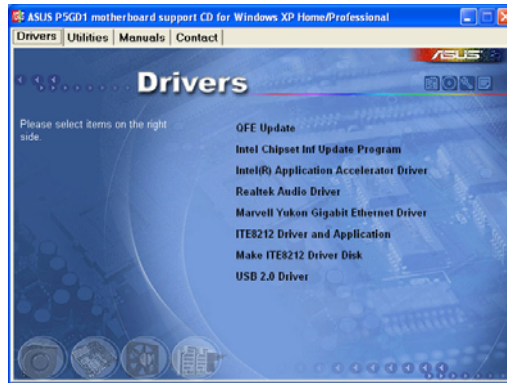 ASUS P5GD1 motherboard support CD for Windows XP Home/Professional
Drivers Utilities Manuals Contact
ASUS
Drivers
Please select items on the right
side.
QFE Update
Intel Chipset Inf Update Program
Intel(R) Application Accelerator Driver
Realtek Audio Driver
Marvell Yukon Gigabit Ethernet Driver
ITE8212 Driver and Application
Make ITE8212 Driver Disk
USB 2.0 Driver